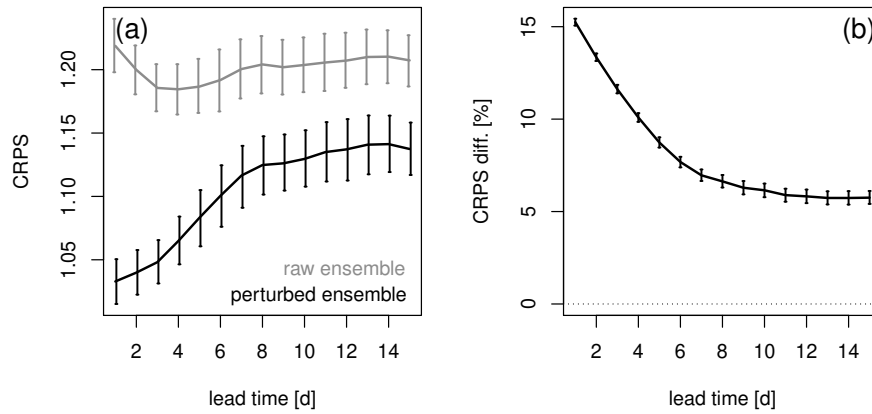 (a)
CRPS
1.05 1.10 1.15 1.20
raw ensemble
perturbed ensemble
2 4 6 8 10 12 14
lead time [d]
(b)
CRPS diff. [%]
0 5 10 15
2 4 6 8 10 12 14
lead time [d]